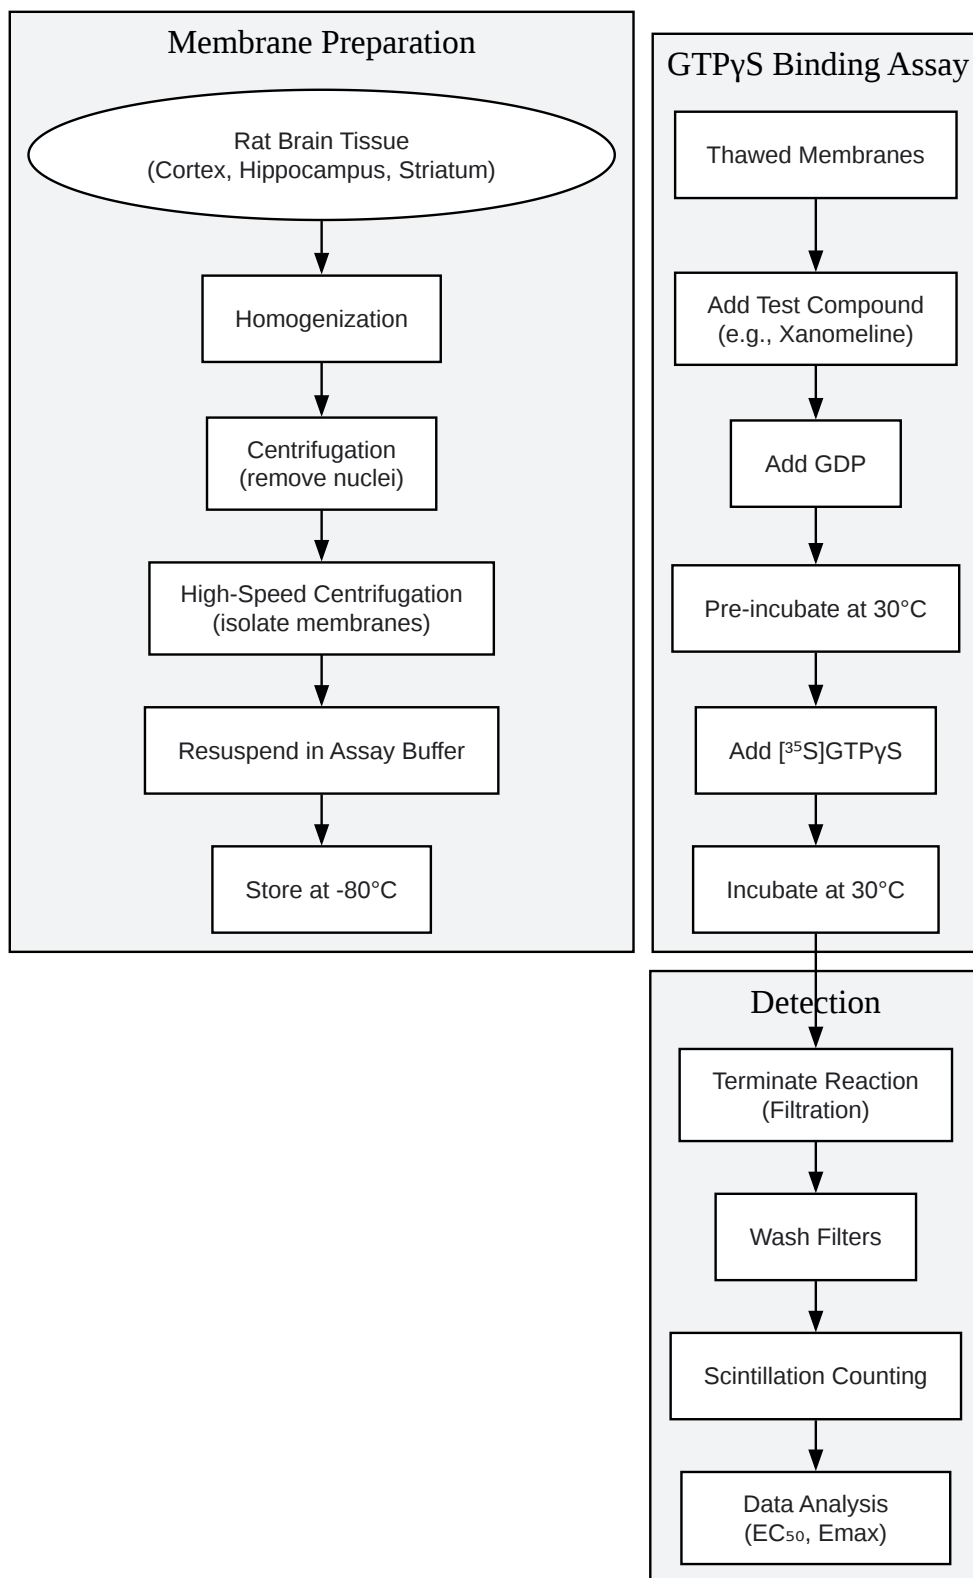 Membrane Preparation
Rat Brain Tissue
(Cortex, Hippocampus, Striatum)
Homogenization
Centrifugation
(remove nuclei)
High-Speed Centrifugation
(isolate membranes)
Resuspend in Assay Buffer
Store at -80°C
GTPγS Binding Assay
Thawed Membranes
Add Test Compound
(e.g., Xanomeline)
Add GDP
Pre-incubate at 30°C
Add [³⁵S]GTPγS
Incubate at 30°C
Detection
Terminate Reaction
(Filtration)
Wash Filters
Scintillation Counting
Data Analysis
(EC₅₀, Emax)